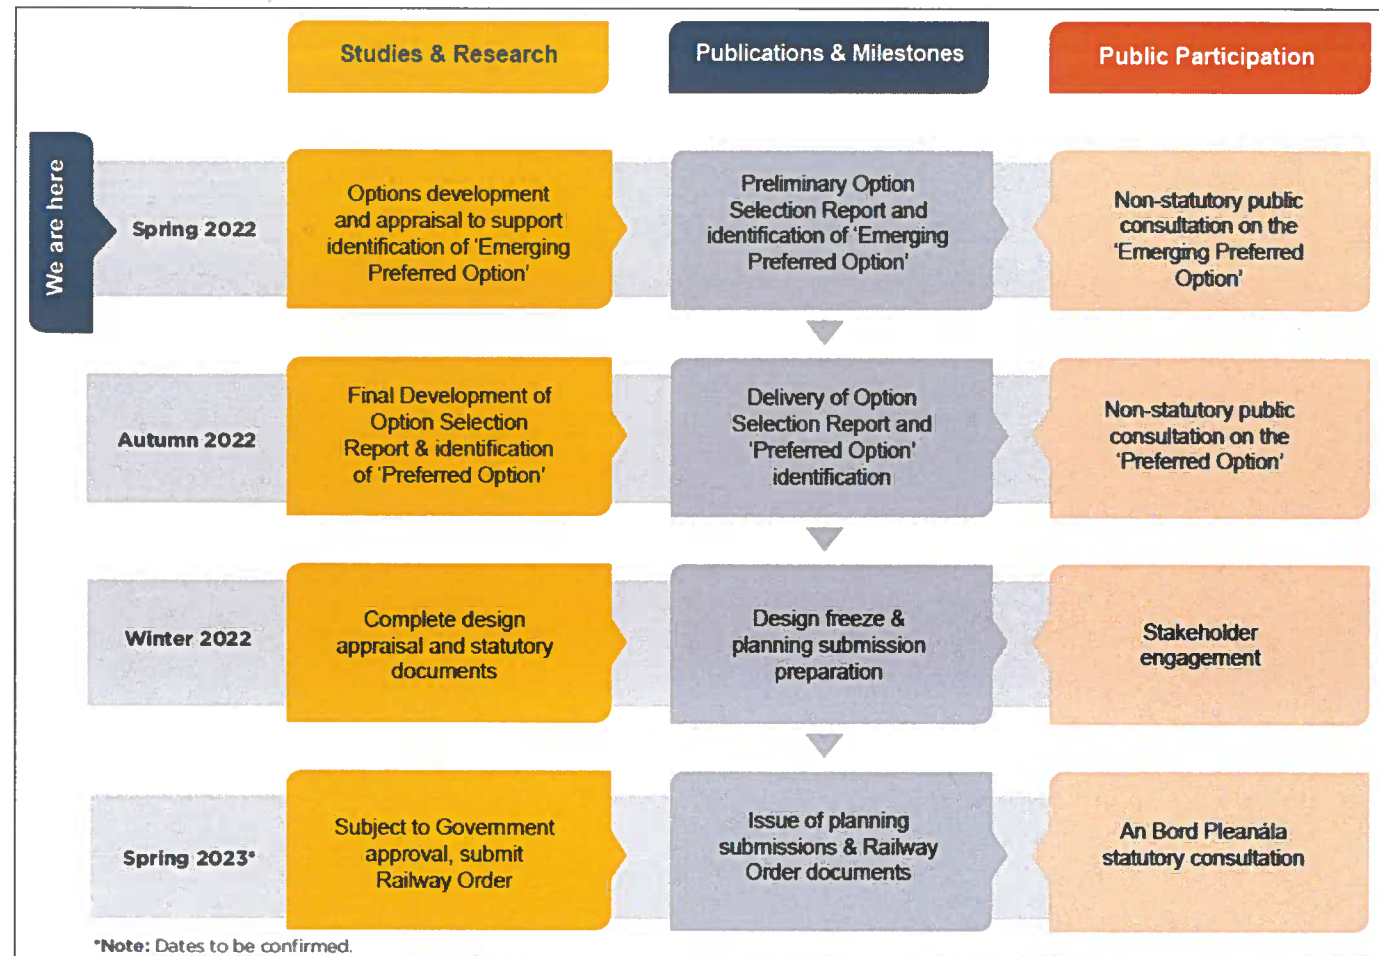 Studies & Research
Publications & Milestones
Public Participation
We are here
Spring 2022
Options development
and appraisal to support
identification of ‘Emerging
Preferred Option’
Preliminary Option
Selection Report and
identification of ‘Emerging
Preferred Option’
Non-statutory public
consultation on the
‘Emerging Preferred
Option’
Autumn 2022
Final Development of
Option Selection
Report & identification
of ‘Preferred Option’
Delivery of Option
Selection Report and
‘Preferred Option’
identification
Non-statutory public
consultation on the
‘Preferred Option’
Winter 2022
Complete design
appraisal and statutory
documents
Design freeze &
planning submission
preparation
Stakeholder
engagement
Spring 2023*
Subject to Government
approval, submit
Railway Order
Issue of planning
submissions & Railway
Order documents
An Bord Pleanála
statutory consultation
*Note: Dates to be confirmed.